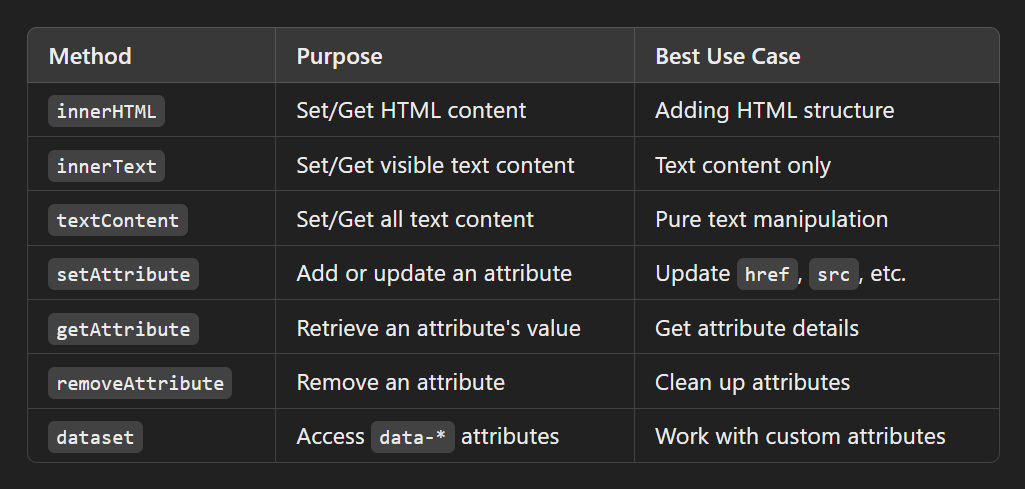 Method Purpose Best Use Case
innerHTML Set/Get HTML content Adding HTML structure
innerText Set/Get visible text content Text content only
textContent Set/Get all text content Pure text manipulation
setAttribute Add or update an attribute Update href, src, etc.
getAttribute Retrieve an attribute's value Get attribute details
removeAttribute Remove an attribute Clean up attributes
dataset Access data-* attributes Work with custom attributes